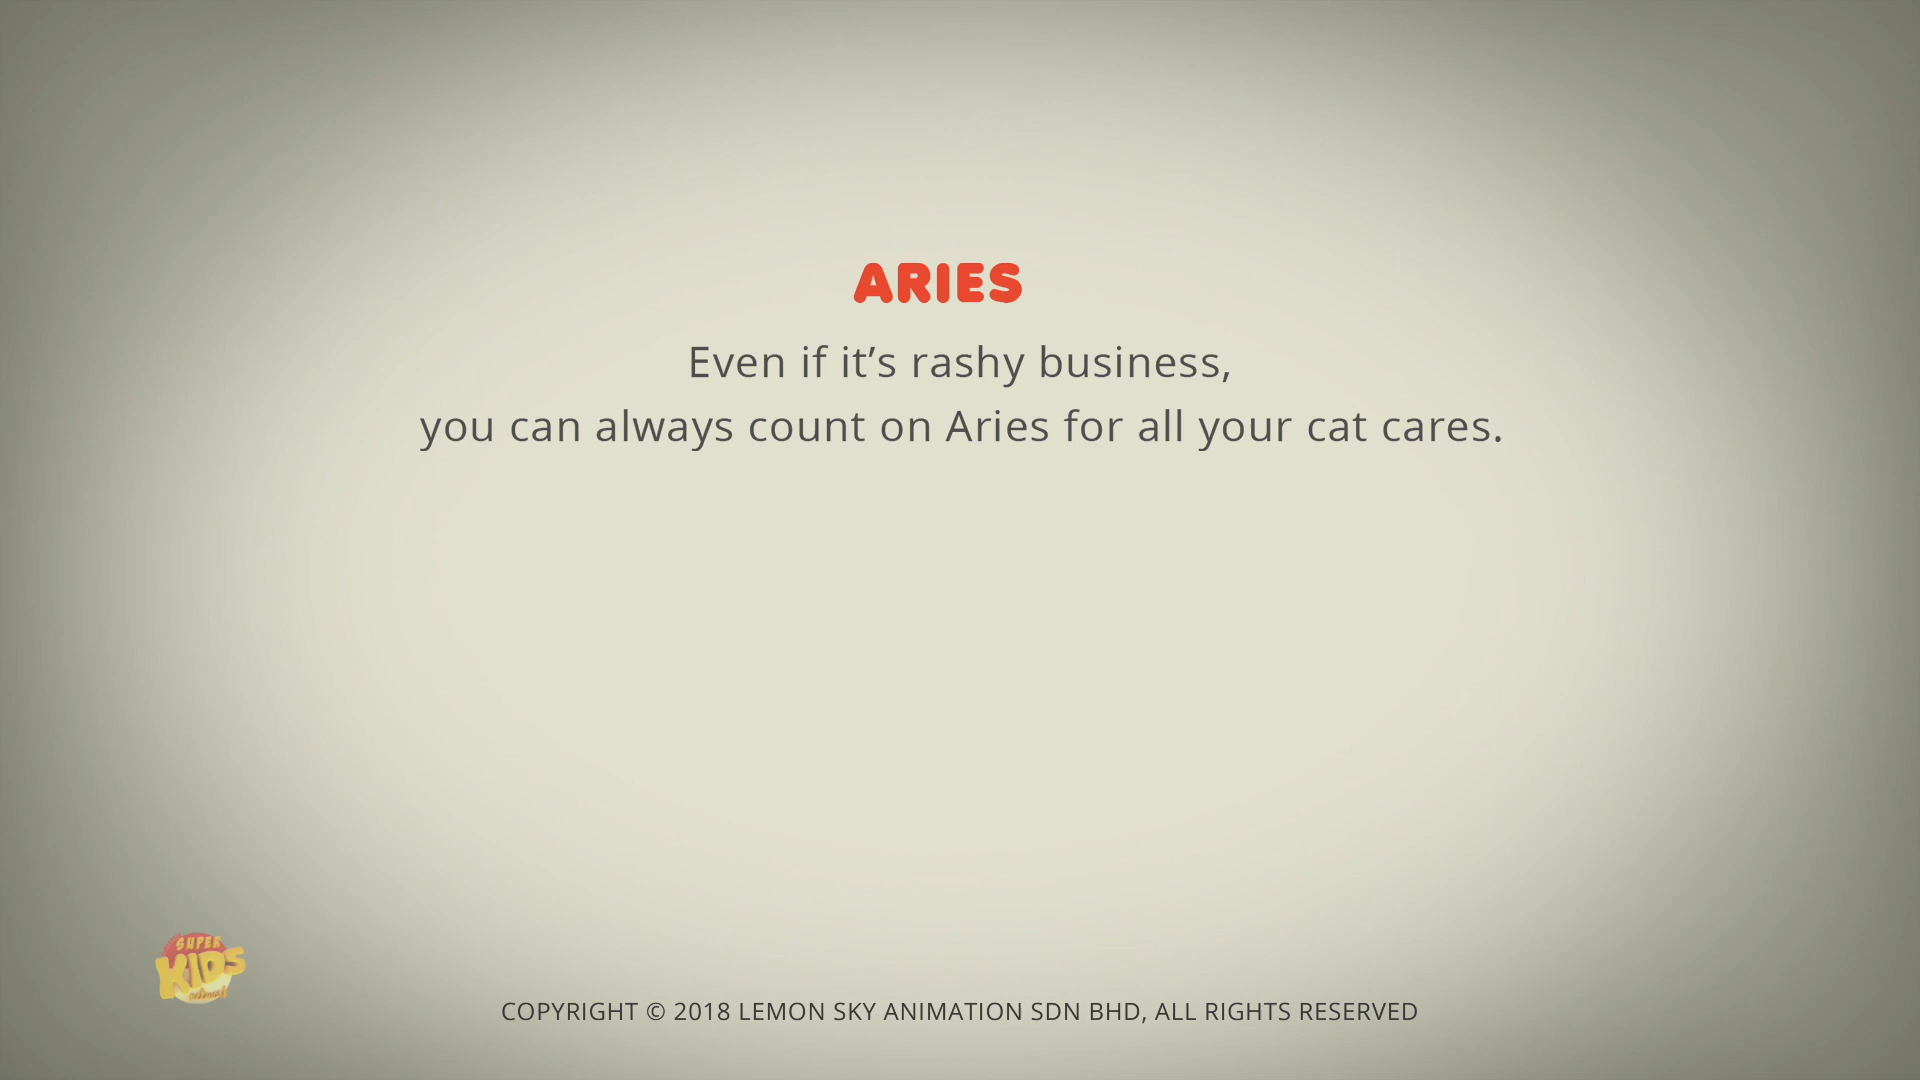 ARIES
Even if it’s rashy business,
you can always count on Aries for all your cat cares.
SUPER
KIDS
COPYRIGHT © 2018 LEMON SKY ANIMATION SDN BHD, ALL RIGHTS RESERVED